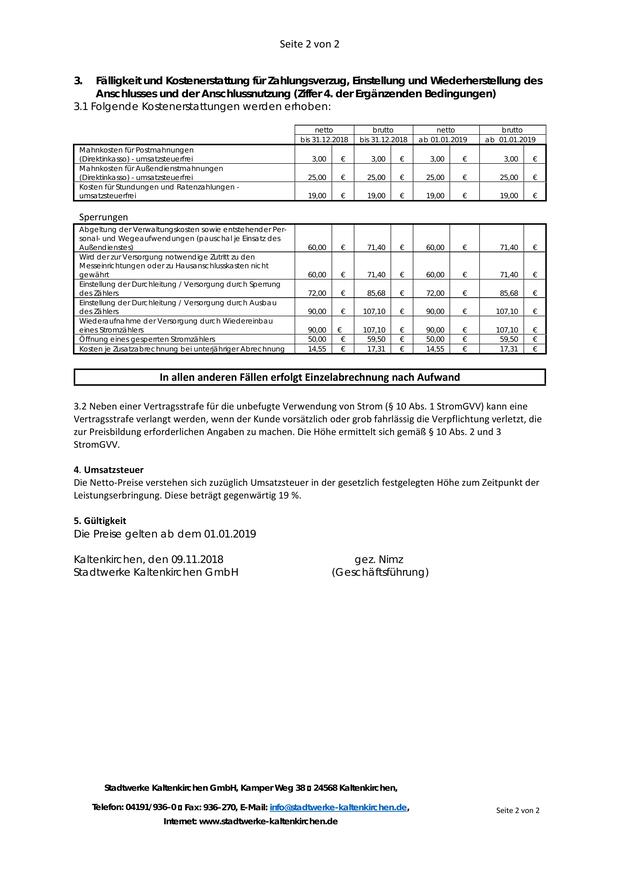 Seite 2 von 2
3. Fälligkeit und Kostenerstattung für Zahlungsverzug, Einstellung und Wiederherstellung des
Anschlusses und der Anschlussnutzung (Ziffer 4. der Ergänzenden Bedingungen)
3.1 Folgende Kostenerstattungen werden erhoben:
netto brutto netto brutto
bis 31.12.2018 bis 31.12.2018 ab 01.01.2019 ab 01.01.2019
Mahnkosten für Postmahnungen
(Direktinkasso) - umsatzsteuerfrei 3,00 € 3,00 € 3,00 € 3,00 €
Mahnkosten für Außendienstmahnungen
(Direktinkasso) - umsatzsteuerfrei 25,00 € 25,00 € 25,00 € 25,00 €
Kosten für Stundungen und Ratenzahlungen -
umsatzsteuerfrei 19,00 € 19,00 € 19,00 € 19,00 €
Sperrungen
Abgeltung der Verwaltungskosten sowie entstehender Per-
sonal- und Wegeaufwendungen (pauschal je Einsatz des
Außendienstes) 60,00 € 71,40 € 60,00 € 71,40 €
Wird der zur Versorgung notwendige Zutritt zu den
Messeinrichtungen oder zu Hausanschlusskasten nicht
gewährt 60,00 € 71,40 € 60,00 € 71,40 €
Einstellung der Durchleitung / Versorgung durch Sperrung
des Zählers 72,00 € 85,68 € 72,00 € 85,68 €
Einstellung der Durchleitung / Versorgung durch Ausbau
des Zählers 90,00 € 107,10 € 90,00 € 107,10 €
Wiederaufnahme der Versorgung durch Wiedereinbau
eines Stromzählers 90,00 € 107,10 € 90,00 € 107,10 €
Öffnung eines gesperrten Stromzählers 50,00 € 59,50 € 50,00 € 59,50 €
Kosten je Zusatzabrechnung bei unterjähriger Abrechnung 14,55 € 17,31 € 14,55 € 17,31 €
In allen anderen Fällen erfolgt Einzelabrechnung nach Aufwand
3.2 Neben einer Vertragsstrafe für die unbefugte Verwendung von Strom (§ 10 Abs. 1 StromGVV) kann eine
Vertragsstrafe verlangt werden, wenn der Kunde vorsätzlich oder grob fahrlässig die Verpflichtung verletzt, die
zur Preisbildung erforderlichen Angaben zu machen. Die Höhe ermittelt sich gemäß § 10 Abs. 2 und 3
StromGVV.
4. Umsatzsteuer
Die Netto-Preise verstehen sich zuzüglich Umsatzsteuer in der gesetzlich festgelegten Höhe zum Zeitpunkt der
Leistungserbringung. Diese beträgt gegenwärtig 19 %.
5. Gültigkeit
Die Preise gelten ab dem 01.01.2019
Kaltenkirchen, den 09.11.2018 gez. Nimz
Stadtwerke Kaltenkirchen GmbH (Geschäftsführung)
Stadtwerke Kaltenkirchen GmbH, Kamper Weg 38 24568 Kaltenkirchen,
Telefon: 04191/936-0 Fax: 936-270, E-Mail: info@stadtwerke-kaltenkirchen.de,
Seite 2 von 2
Internet: www.stadtwerke-kaltenkirchen.de